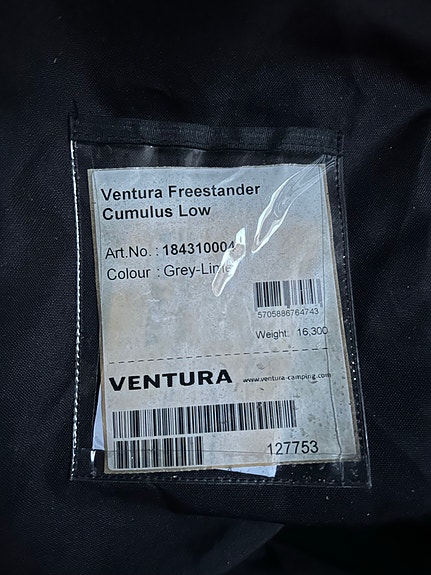 Ventura Freestander
Cumulus Low
Art.No. : 184310004
Colour : Grey-Lime
5705886764743
Weight: 16,300
VENTURA www.ventura-camping.com
127753